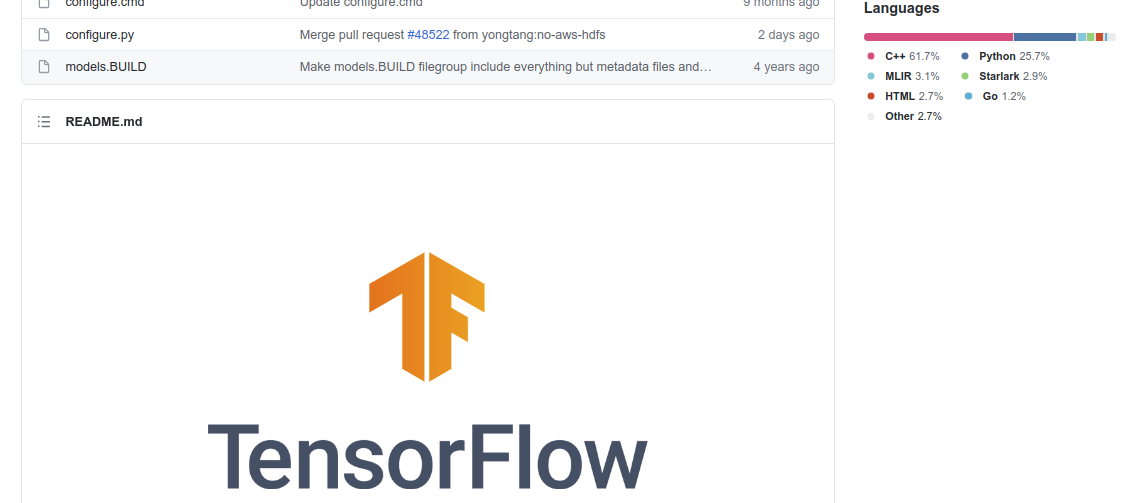 configure.cmd Update configure.cmd 9 months ago
configure.py Merge pull request #48522 from yongtang:no-aws-hdfs 2 days ago
models.BUILD Make models.BUILD filegroup include everything but metadata files and… 4 years ago
README.md
TensorFlow
Languages
C++ 61.7% Python 25.7%
MLIR 3.1% Starlark 2.9%
HTML 2.7% Go 1.2%
Other 2.7%